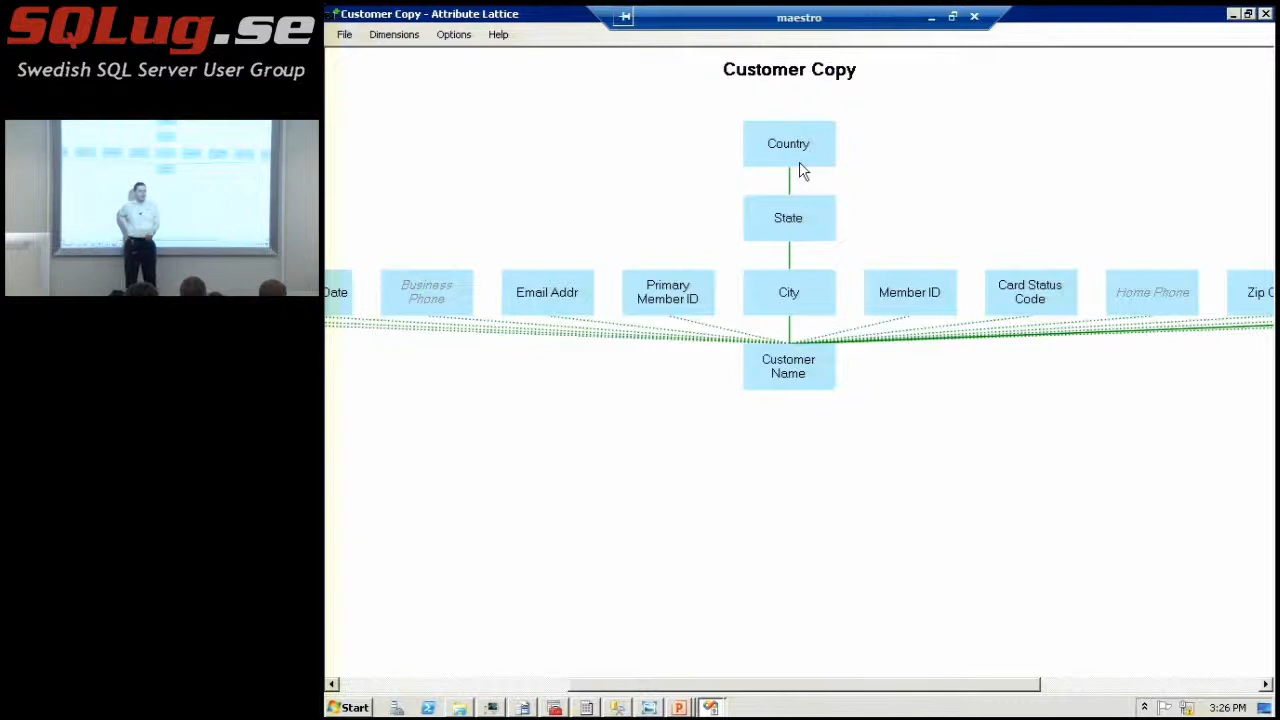 SQLug.se
Swedish SQL Server User Group
Customer Copy - Attribute Lattice
maestro
File Dimensions Options Help
Customer Copy
Country
State
Date
Business
Phone
Email Addr
Primary
Member ID
City
Member ID
Card Status
Code
Home Phone
Zip C
Customer
Name
Start
3:26 PM